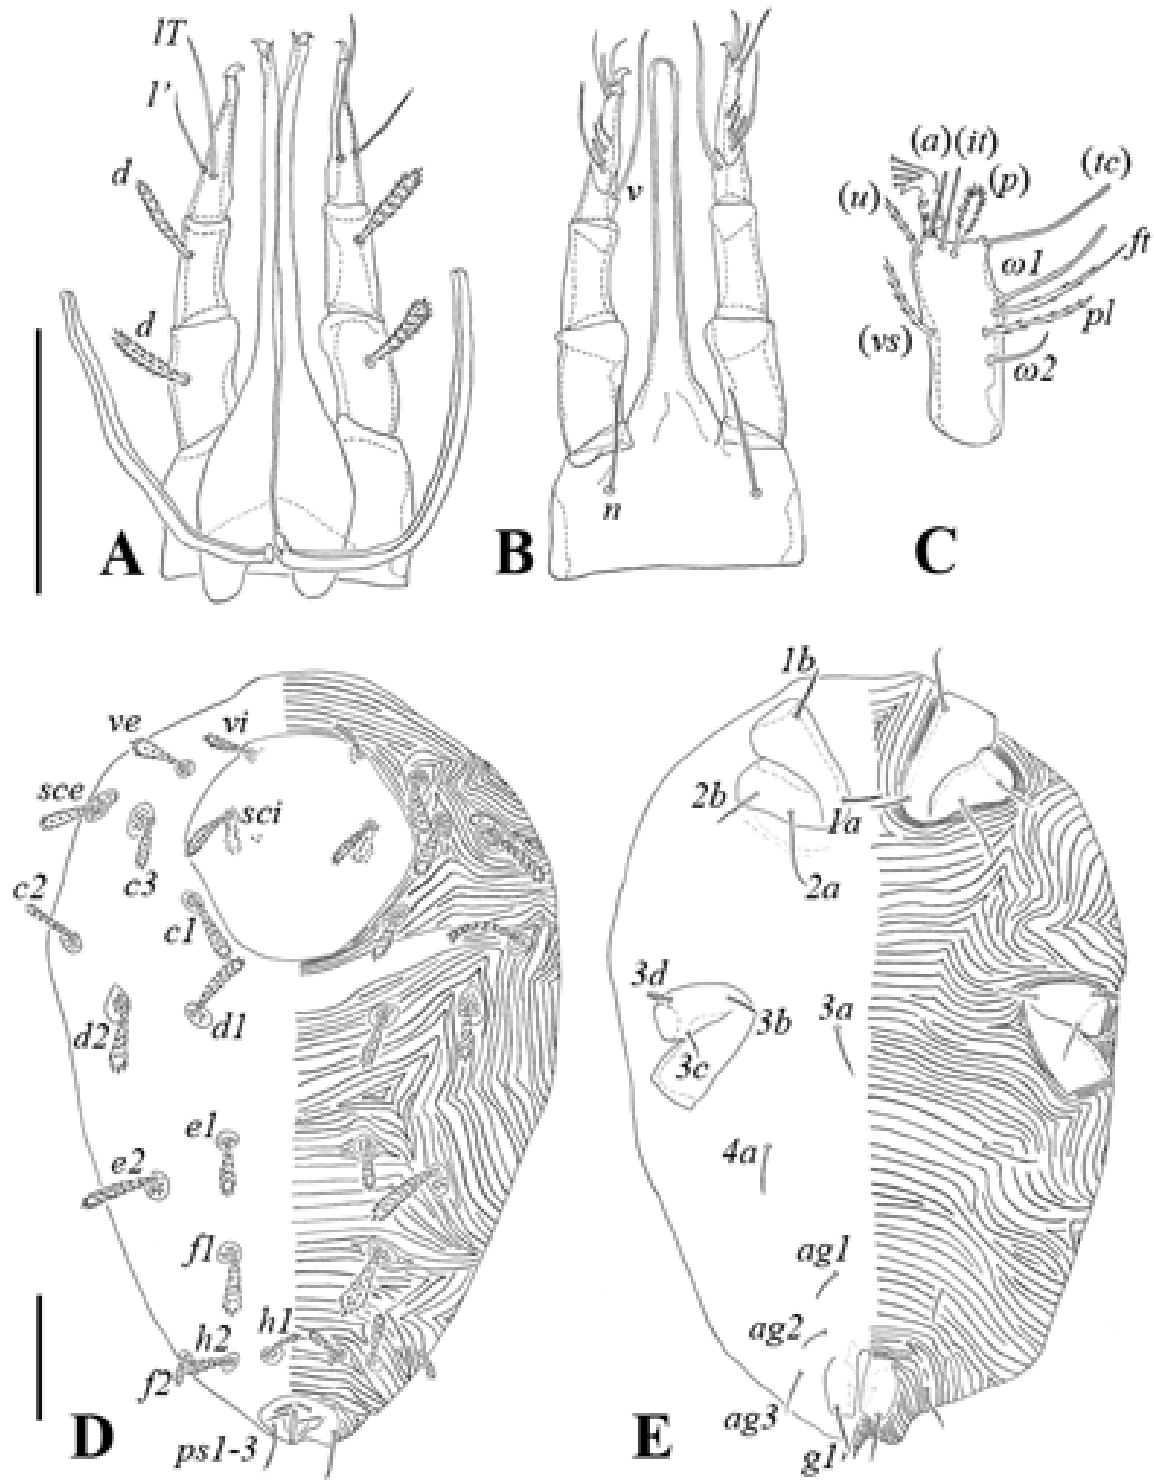 lT
l'
d
d
A
v
n
B
(a)(it)
(p)
(tc)
(u)
ω1
ft
pl
(vs)
ω2
C
ve
vi
sce
sci
c3
c2
c1
d2
d1
e1
e2
f1
h1
h2
f2
ps1-3
D
1b
2b
1a
2a
3d
3b
3a
3c
4a
ag1
ag2
ag3
g1
E